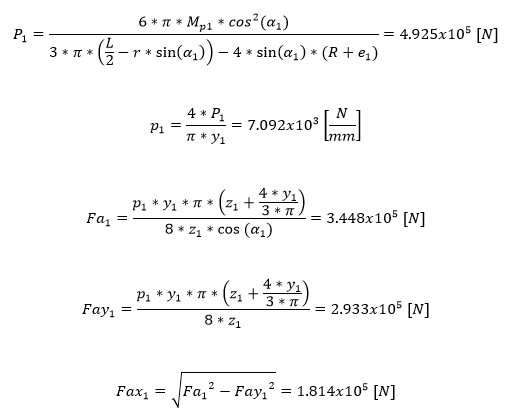 P₁ = (6 * π * Mₚ₁ * cos²(α₁)) / (3 * π * (L/2 − r * sin(α₁)) − 4 * sin(α₁) * (R + e₁)) = 4.925x10⁵ [N]
p₁ = (4 * P₁) / (π * y₁) = 7.092x10³ [N/mm]
Fa₁ = (p₁ * y₁ * π * (z₁ + (4 * y₁)/(3 * π))) / (8 * z₁ * cos (α₁)) = 3.448x10⁵ [N]
Fay₁ = (p₁ * y₁ * π * (z₁ + (4 * y₁)/(3 * π))) / (8 * z₁) = 2.933x10⁵ [N]
Fax₁ = √(Fa₁² − Fay₁²) = 1.814x10⁵ [N]